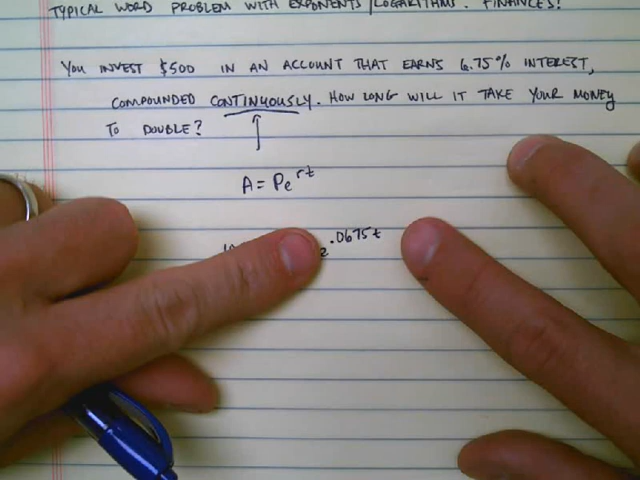 TYPICAL WORD PROBLEM WITH EXPONENTS/LOGARITHMS. FINANCES!
YOU INVEST $500 IN AN ACCOUNT THAT EARNS 6.75% INTEREST,
COMPOUNDED CONTINUOUSLY. HOW LONG WILL IT TAKE YOUR MONEY
TO DOUBLE?
A = Pe^rt
e^.0675t